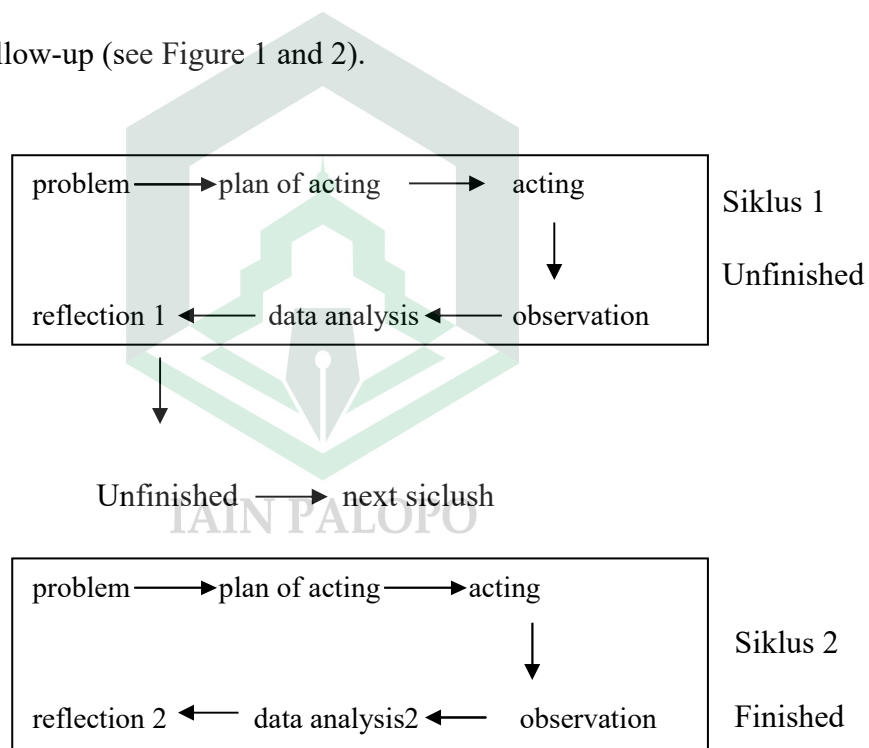 llow-up (see Figure 1 and 2).
problem plan of acting acting
Siklus 1
Unfinished
reflection 1 data analysis observation
Unfinished next siclush
IAIN PALOPO
problem plan of acting acting
Siklus 2
reflection 2 data analysis2 observation
Finished